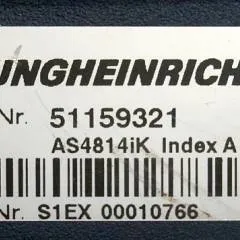 UNGHEINRICH
Nr. 51159321
AS4814iK Index A
Nr. S1EX 00010766